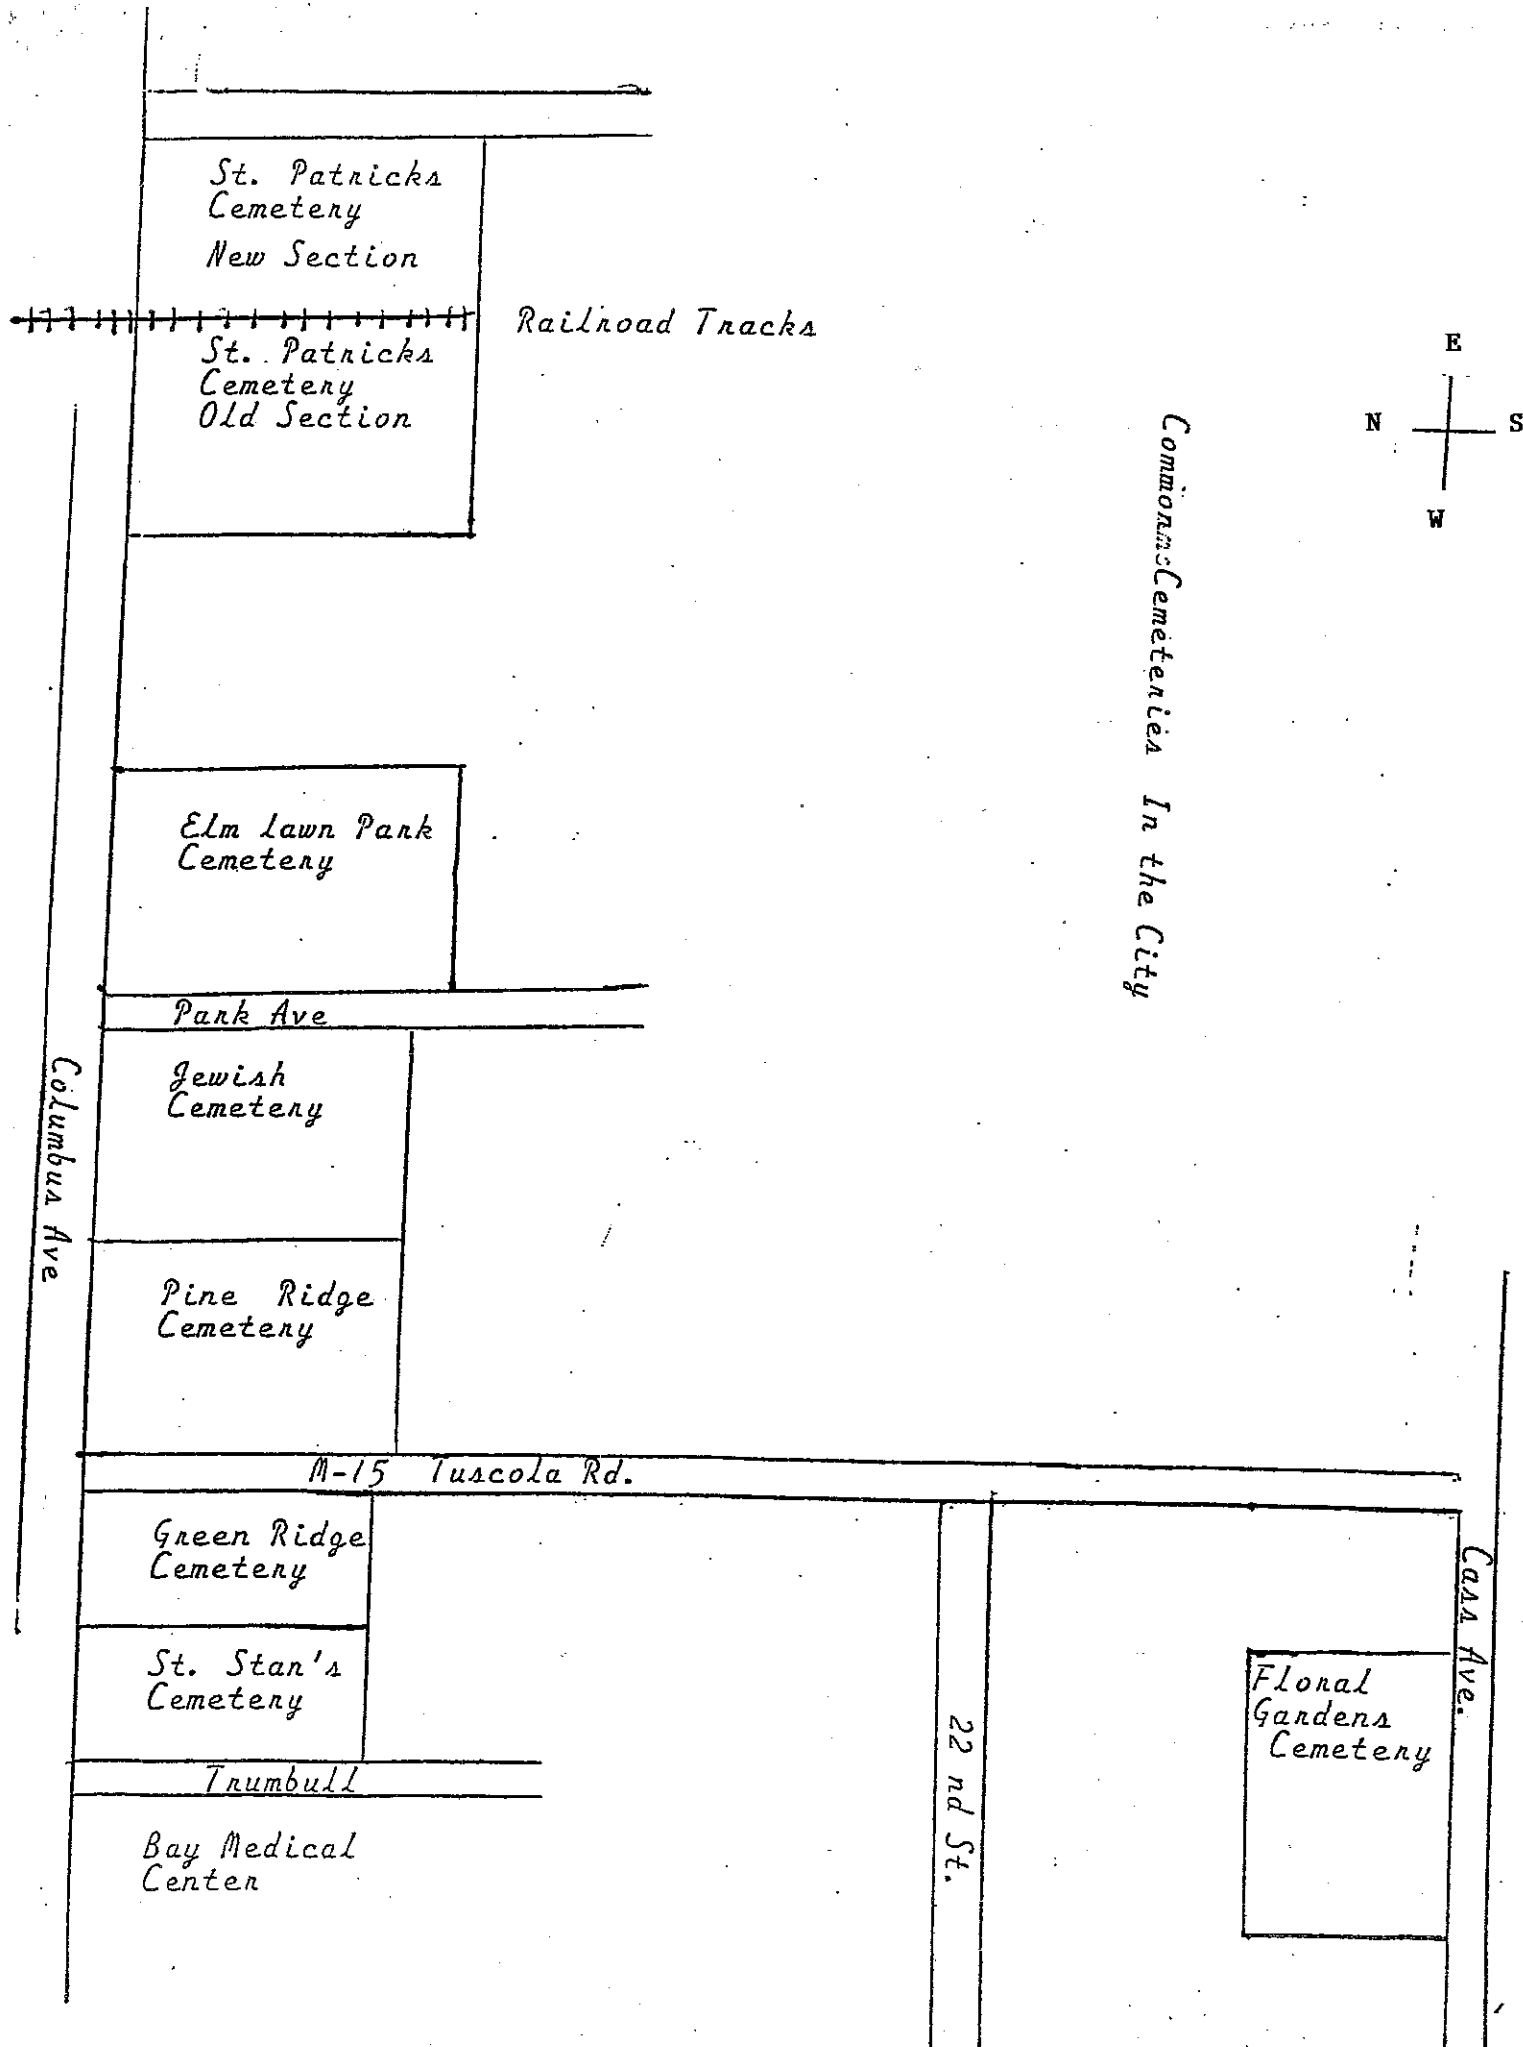 St. Patricks
Cemetery
New Section
Railroad Tracks
St. Patricks
Cemetery
Old Section
E
N S
W
Cemeteries In the City
Elm Lawn Park
Cemetery
Park Ave
Jewish
Cemetery
Columbus Ave
Pine Ridge
Cemetery
M-15 Tuscola Rd.
Green Ridge
Cemetery
St. Stan's
Cemetery
Trumbull
Bay Medical
Center
22 nd St.
Cass Ave.
Floral
Gardens
Cemetery